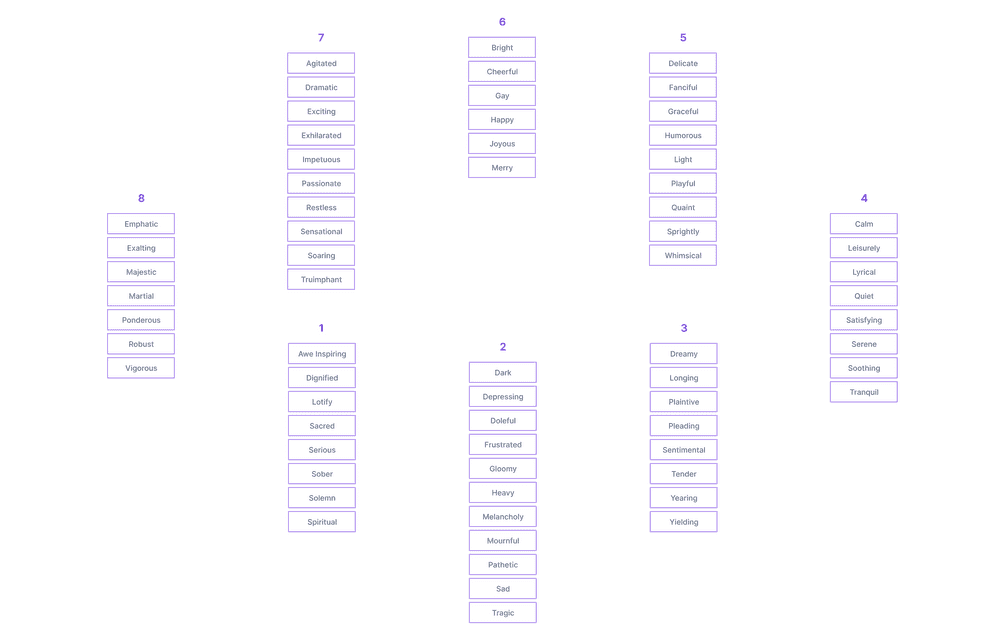 6
Bright
Cheerful
Gay
Happy
Joyous
Merry
7
Agitated
Dramatic
Exciting
Exhilarated
Impetuous
Passionate
Restless
Sensational
Soaring
Truimphant
5
Delicate
Fanciful
Graceful
Humorous
Light
Playful
Quaint
Sprightly
Whimsical
8
Emphatic
Exalting
Majestic
Martial
Ponderous
Robust
Vigorous
4
Calm
Leisurely
Lyrical
Quiet
Satisfying
Serene
Soothing
Tranquil
1
Awe Inspiring
Dignified
Lotify
Sacred
Serious
Sober
Solemn
Spiritual
2
Dark
Depressing
Doleful
Frustrated
Gloomy
Heavy
Melancholy
Mournful
Pathetic
Sad
Tragic
3
Dreamy
Longing
Plaintive
Pleading
Sentimental
Tender
Yearing
Yielding